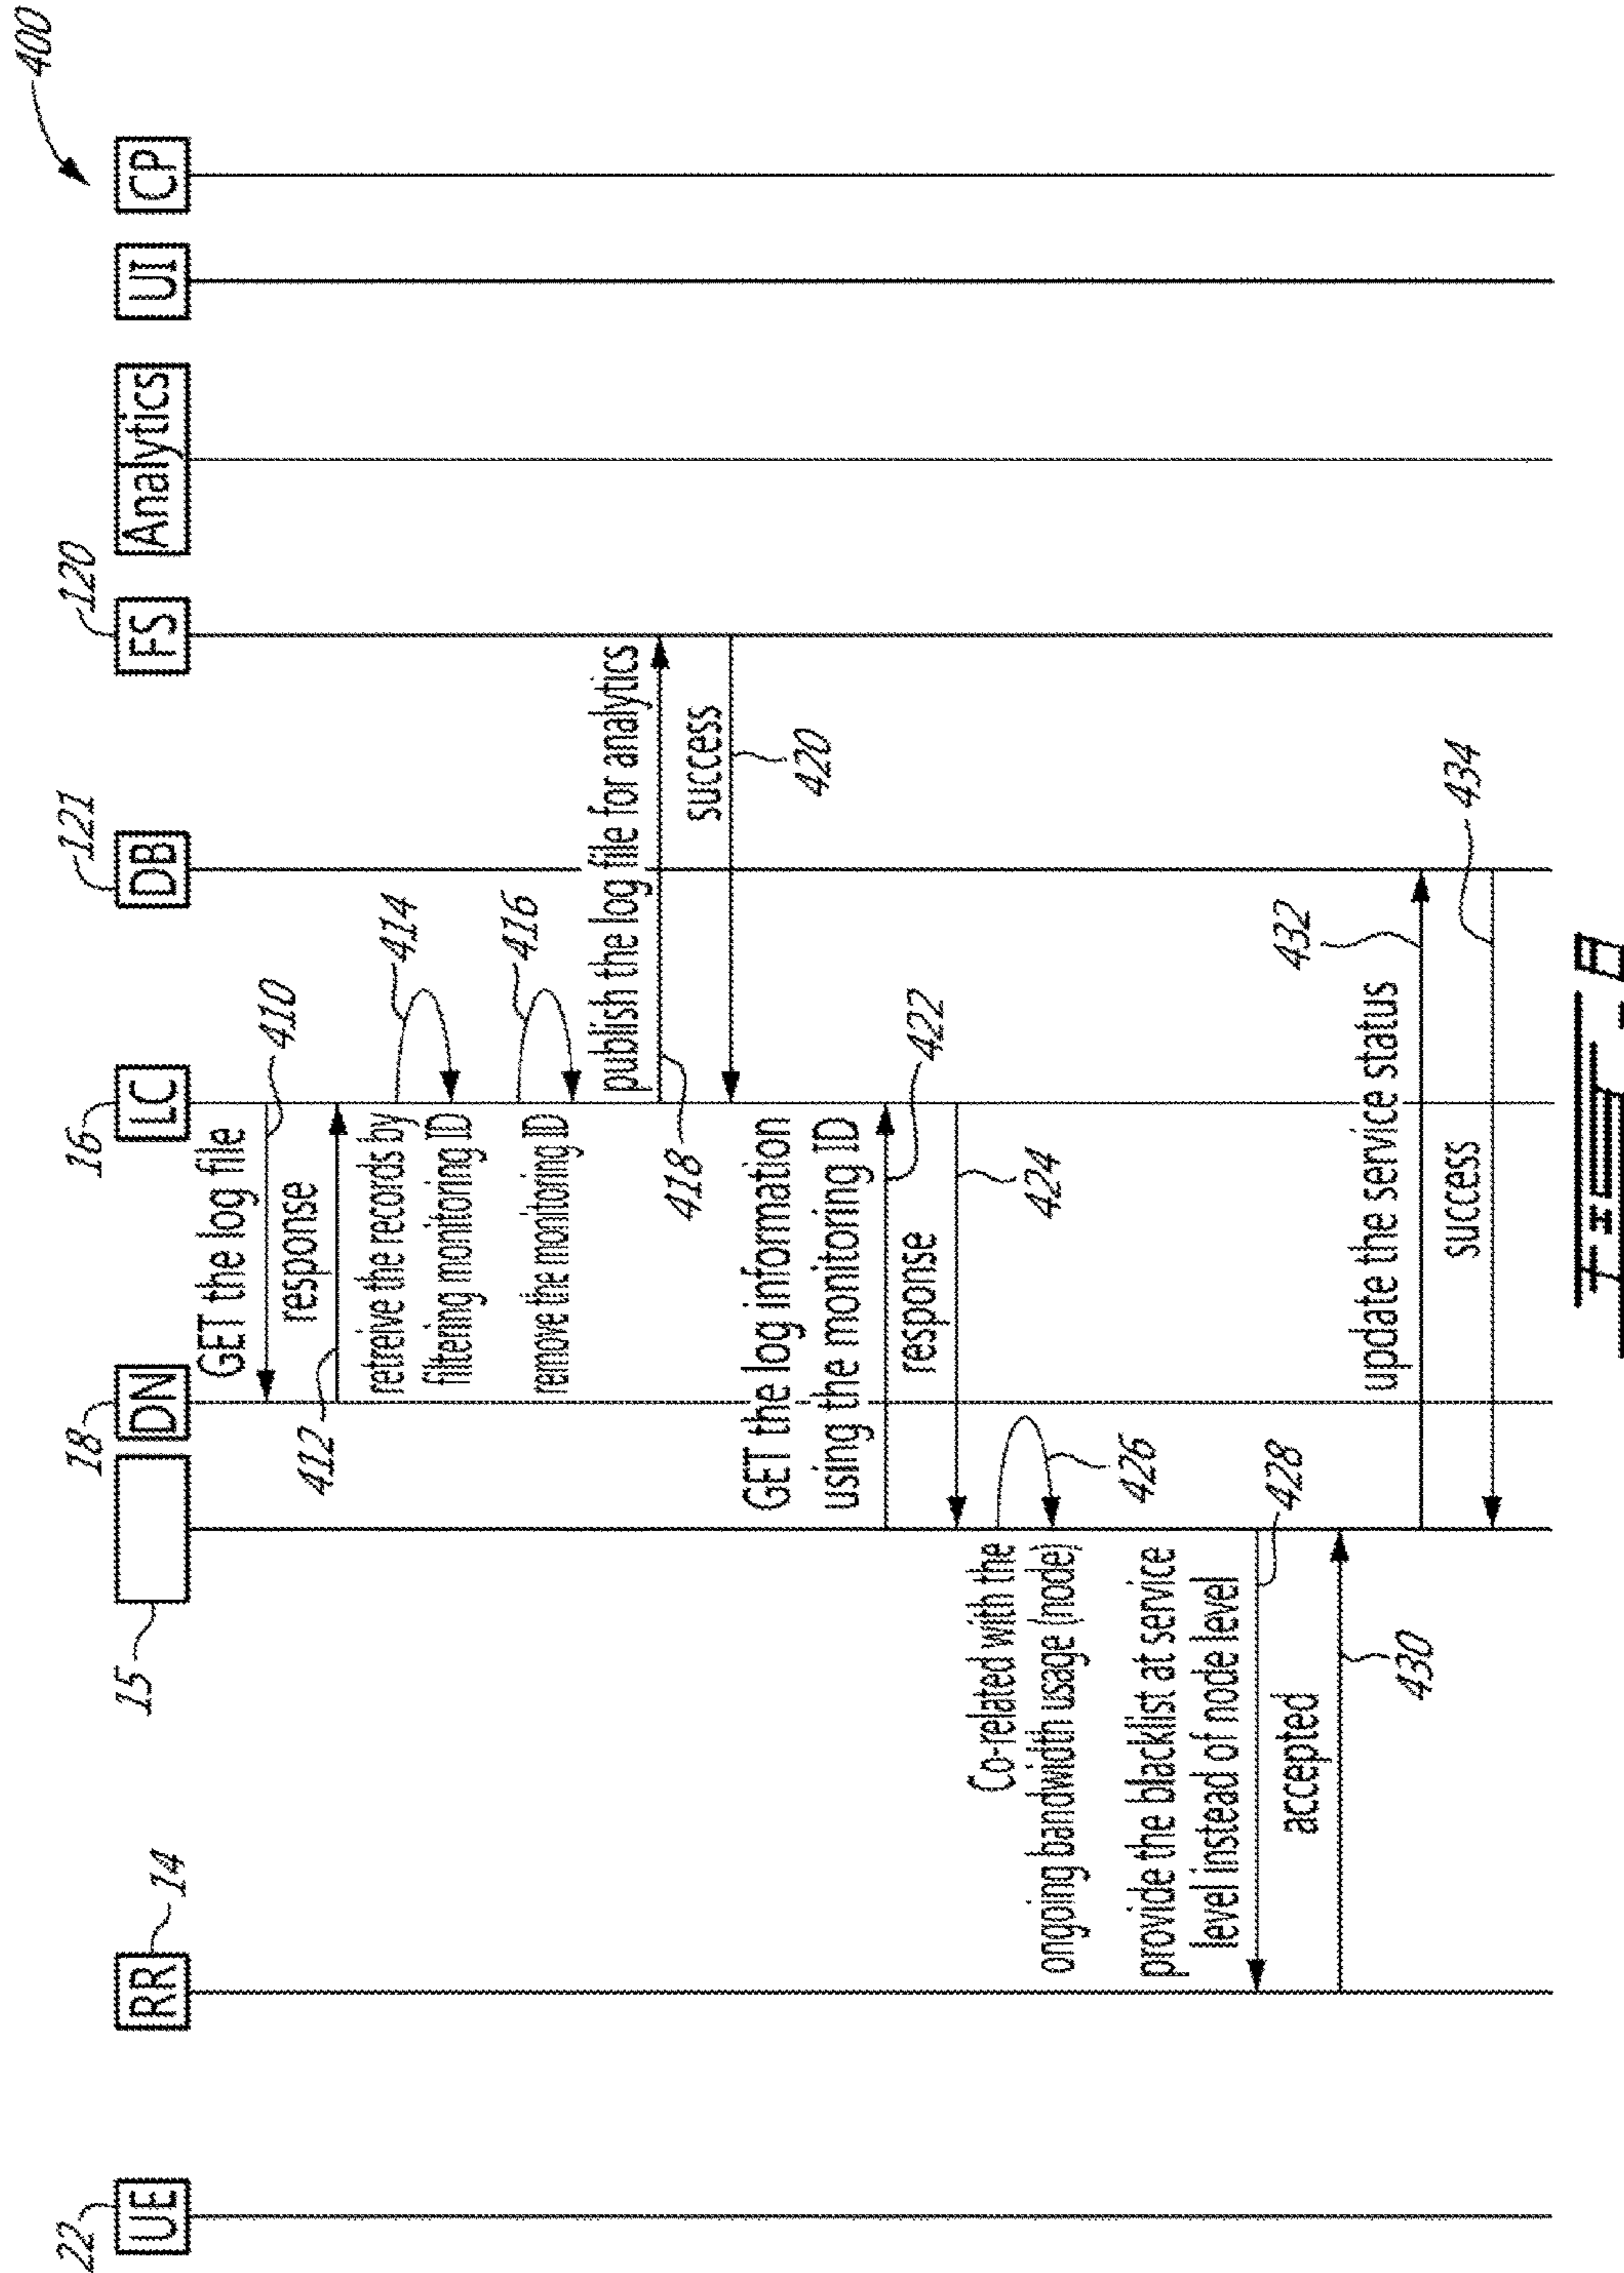 400
22
UE
RR
14
15
18
DN
16
LC
121
DB
120
FS
Analytics
UI
CP
GET the log file
410
response
412
retreive the records by
filtering monitoring ID
414
remove the monitoring ID
416
publish the log file for analytics
418
success
420
GET the log information
using the monitoring ID
422
response
424
Co-related with the
ongoing bandwidth usage (node)
426
provide the blacklist at service
level instead of node level
428
accepted
430
update the service status
432
success
434